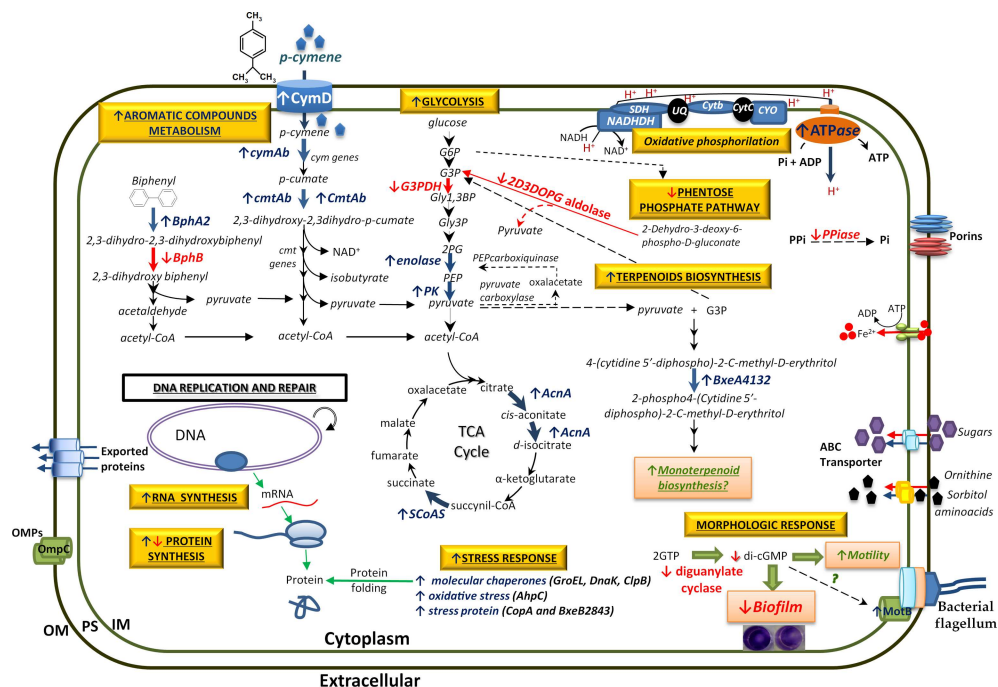 CH₃
H₃C
CH₃
p-cymene
↑CymD
↑AROMATIC COMPOUNDS
METABOLISM
p-cymene
↑cymAb
cym genes
p-cumate
↑cmtAb
↑CmtAb
2,3-dihydroxy-2,3dihydro-p-cumate
cmt
genes
NAD⁺
isobutyrate
pyruvate
acetyl-CoA
Biphenyl
↑BphA2
2,3-dihydro-2,3-dihydroxybiphenyl
↓BphB
2,3-dihydroxy biphenyl
pyruvate
acetaldehyde
acetyl-CoA
↑GLYCOLYSIS
glucose
G6P
G3P
↓G3PDH
Gly1,3BP
Gly3P
2PG
↑enolase
PEP
↑PK
pyruvate
acetyl-CoA
PEPcarboxiquinase
pyruvate
carboxylase
oxalacetate
↓2D3DOPG aldolase
Pyruvate
2-Dehydro-3-deoxy-6-
phospho-D-gluconate
H⁺
H⁺
H⁺
H⁺
H⁺
SDH
NADHDH
UQ
Cytb
CytC
CYO
NADH
H⁺
NAD⁺
Oxidative phosphorilation
↑ATPase
Pi + ADP
ATP
H⁺
↓PHENTOSE
PHOSPHATE PATHWAY
PPi
↓PPiase
Pi
Porins
↑TERPENOIDS BIOSYNTHESIS
pyruvate + G3P
4-(cytidine 5’-diphospho)-2-C-methyl-D-erythritol
↑BxeA4132
2-phospho4-(Cytidine 5’-
diphospho)-2-C-methyl-D-erythritol
↑Monoterpenoid
biosynthesis?
ADP
ATP
Fe²⁺
Sugars
ABC
Transporter
Ornithine
Sorbitol
aminoacids
DNA REPLICATION AND REPAIR
DNA
Exported
proteins
↑RNA SYNTHESIS
mRNA
↑↓PROTEIN
SYNTHESIS
Protein
Protein
folding
OMPs
OmpC
oxalacetate
citrate
↑AcnA
cis-aconitate
↑AcnA
d-isocitrate
α-ketoglutarate
succinyl-CoA
↑SCoAS
succinate
fumarate
malate
TCA
Cycle
↑STRESS RESPONSE
↑ molecular chaperones (GroEL, DnaK, ClpB)
↑ oxidative stress (AhpC)
↑ stress protein (CopA and BxeB2843)
MORPHOLOGIC RESPONSE
2GTP
↓ di-cGMP
↑Motility
↓ diguanylate
cyclase
?
↓Biofilm
↑MotB
Bacterial
flagellum
OM
PS
IM
Cytoplasm
Extracellular